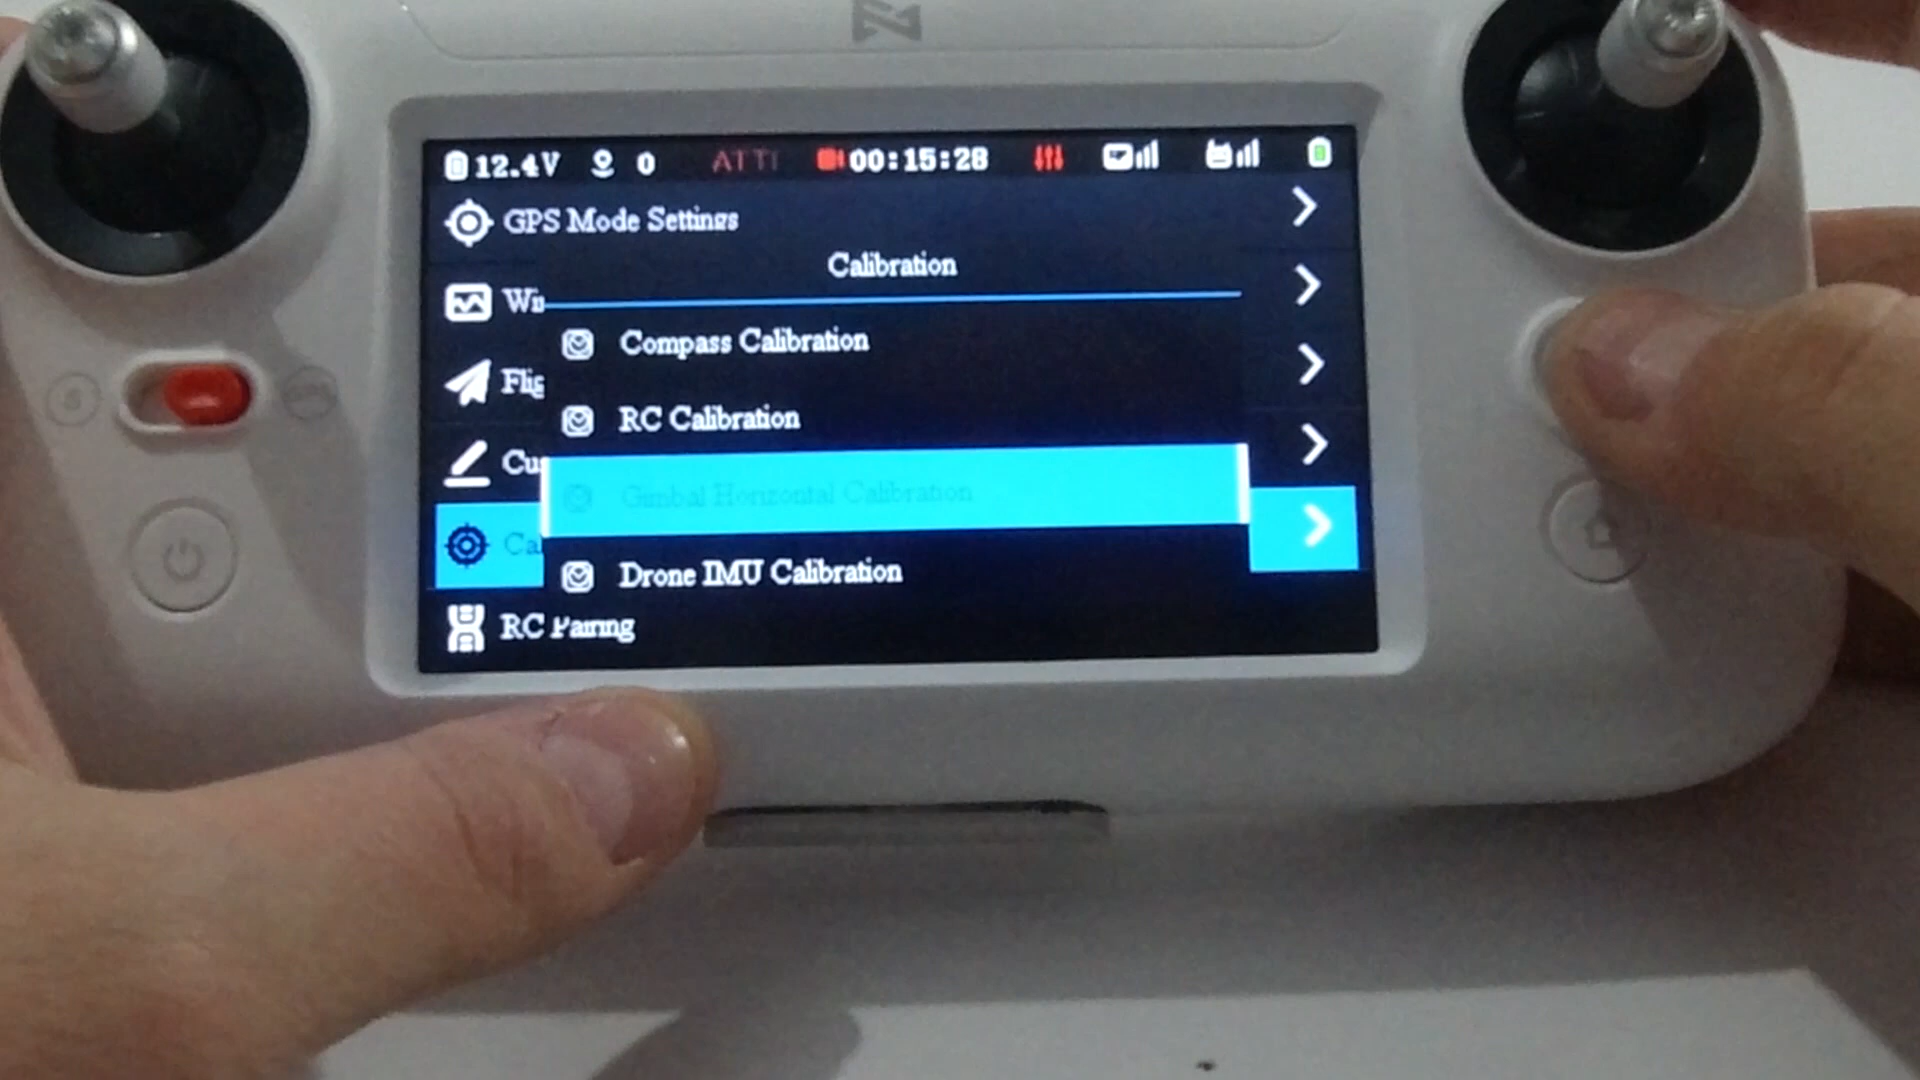 12.4V 0 ATTI 00:15:28
GPS Mode Settings
Calibration
Compass Calibration
RC Calibration
Gimbal Horizontal Calibration
Drone IMU Calibration
RC Pairing